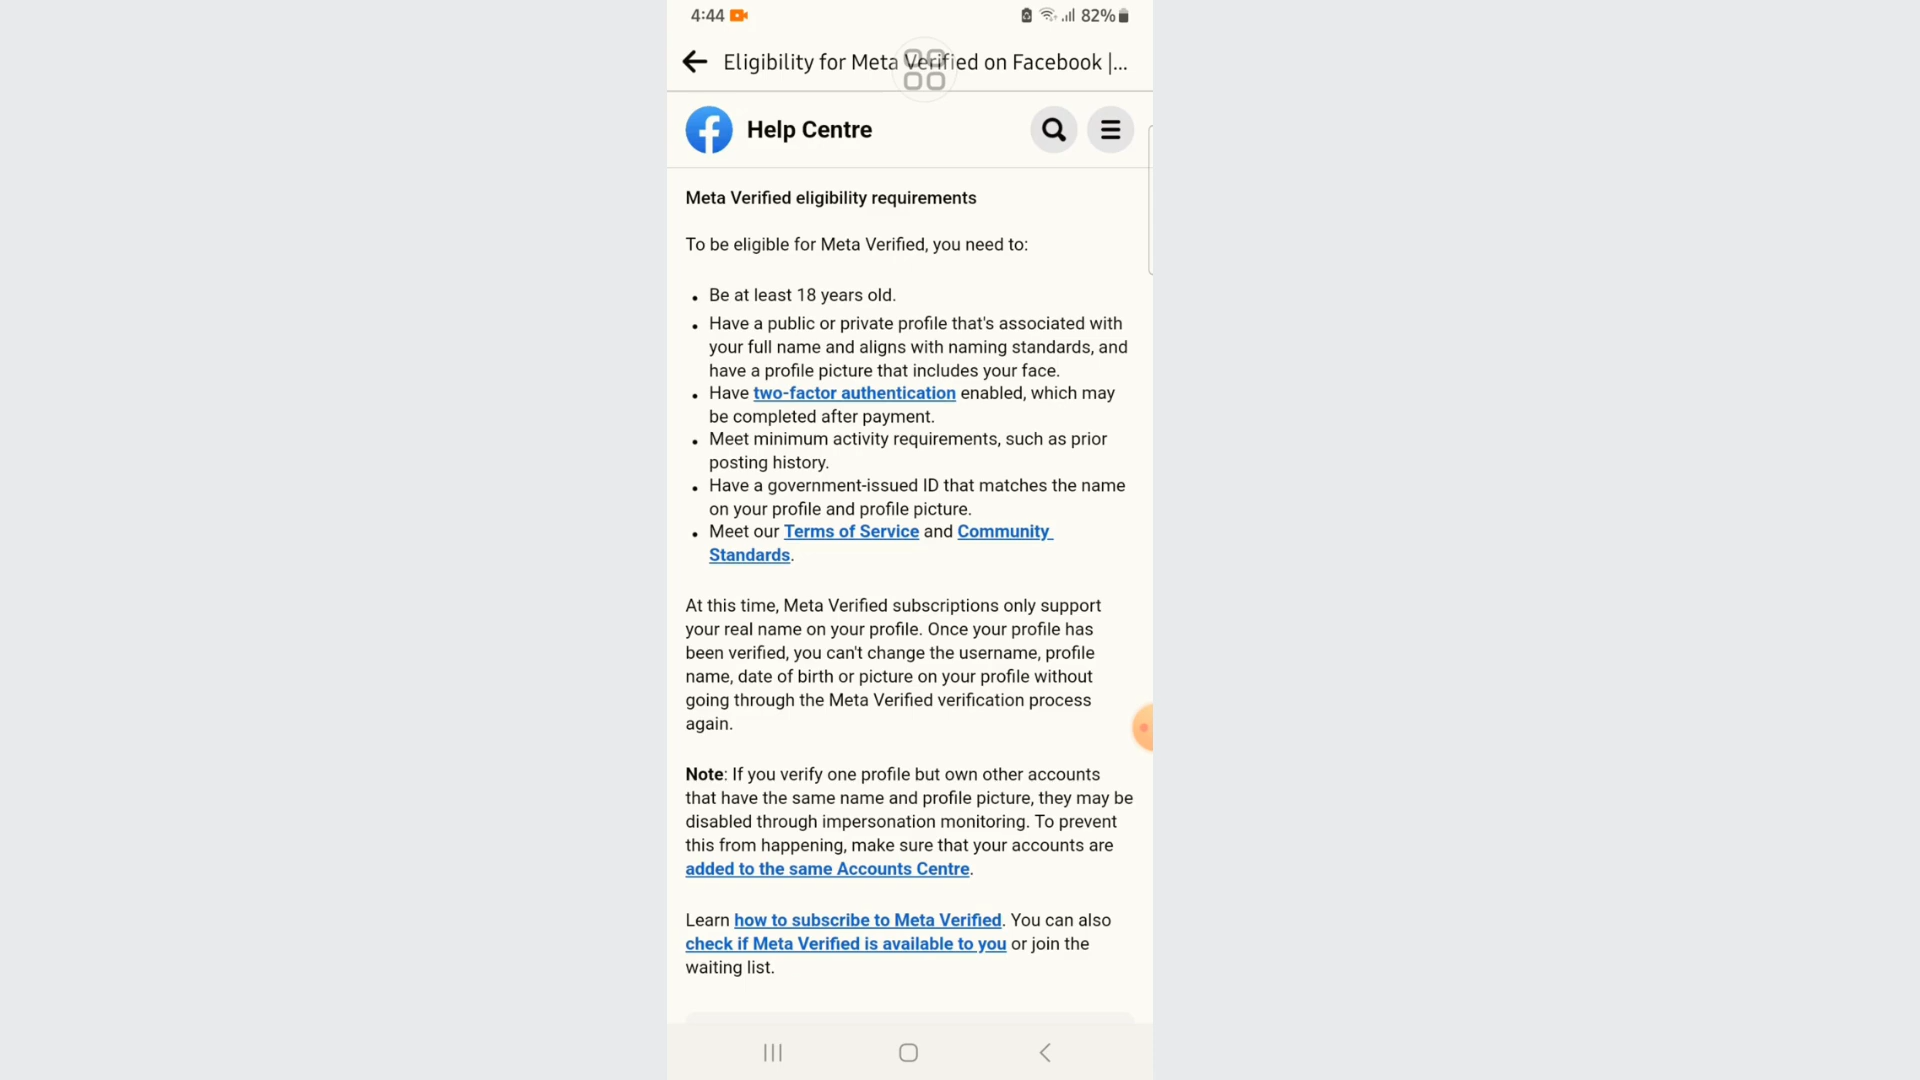 4:44 82%
Eligibility for Meta Verified on Facebook |...
Help Centre
Meta Verified eligibility requirements
To be eligible for Meta Verified, you need to:
• Be at least 18 years old.
• Have a public or private profile that's associated with
your full name and aligns with naming standards, and
have a profile picture that includes your face.
• Have two-factor authentication enabled, which may
be completed after payment.
• Meet minimum activity requirements, such as prior
posting history.
• Have a government-issued ID that matches the name
on your profile and profile picture.
• Meet our Terms of Service and Community
Standards.
At this time, Meta Verified subscriptions only support
your real name on your profile. Once your profile has
been verified, you can't change the username, profile
name, date of birth or picture on your profile without
going through the Meta Verified verification process
again.
Note: If you verify one profile but own other accounts
that have the same name and profile picture, they may be
disabled through impersonation monitoring. To prevent
this from happening, make sure that your accounts are
added to the same Accounts Centre.
Learn how to subscribe to Meta Verified. You can also
check if Meta Verified is available to you or join the
waiting list.